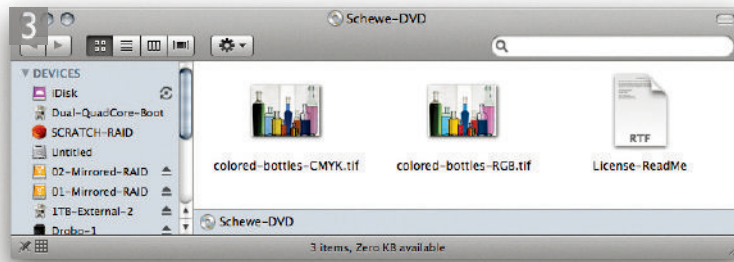 3
Schewe-DVD
DEVICES
iDisk
Dual-QuadCore-Boot
SCRATCH-RAID
Untitled
02-Mirrored-RAID
01-Mirrored-RAID
1TB-External-2
Drobo-1
colored-bottles-CMYK.tif
colored-bottles-RGB.tif
RTF
License-ReadMe
Schewe-DVD
3 items, Zero KB available